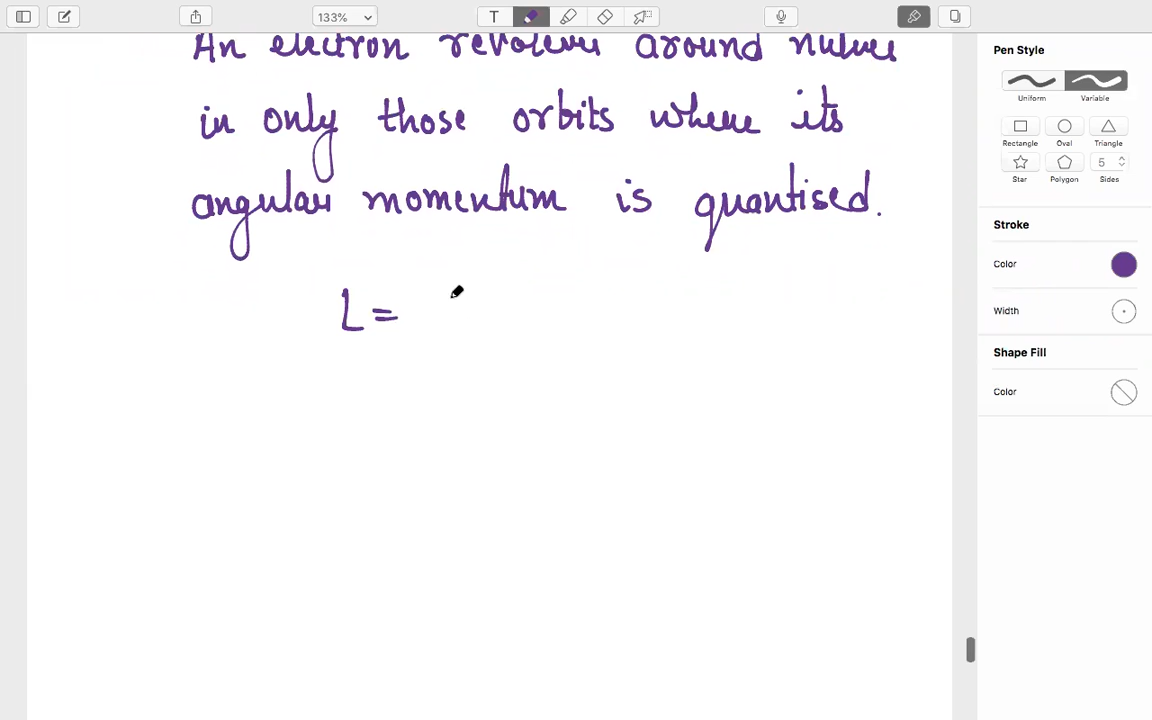 133%
T
An electron revolves around nuleus
in only those orbits where its
angular momentum is quantised.
L =
Pen Style
Uniform Variable
Rectangle Oval Triangle
5
Star Polygon Sides
Stroke
Color
Width
Shape Fill
Color